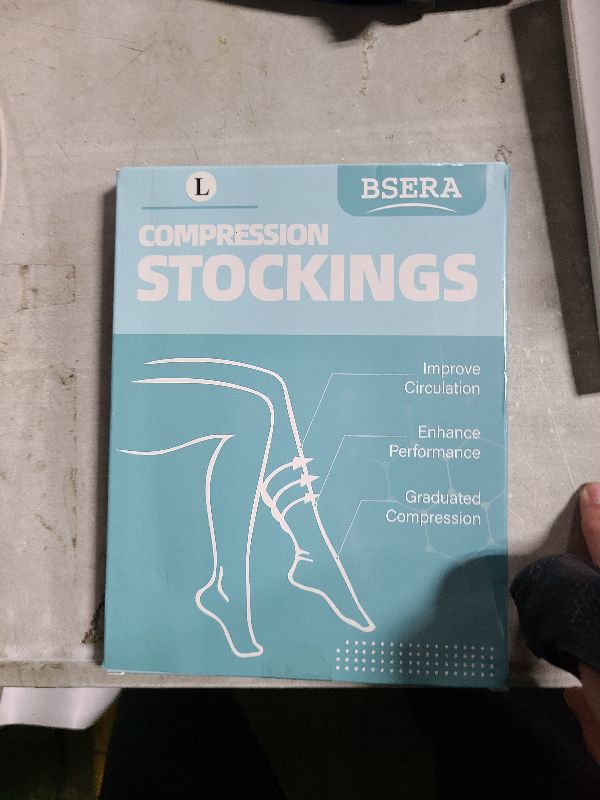 L
BSERA
COMPRESSION
STOCKINGS
Improve
Circulation
Enhance
Performance
Graduated
Compression